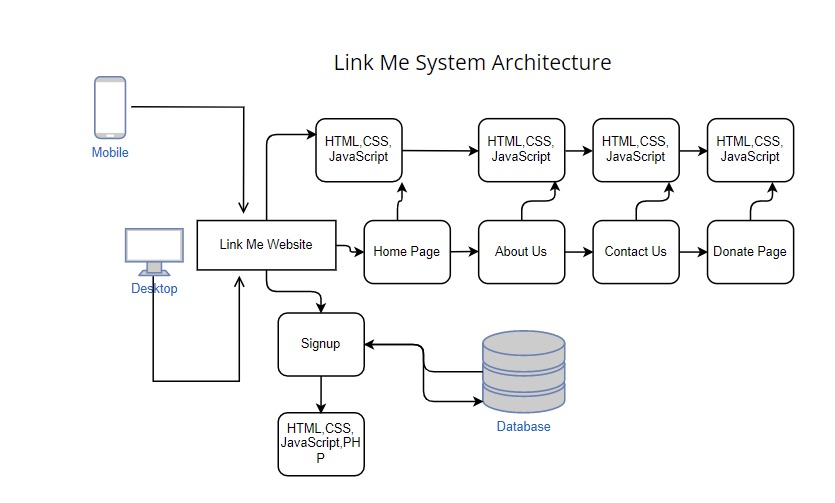 Link Me System Architecture
Mobile
HTML,CSS,
JavaScript
HTML,CSS,
JavaScript
HTML,CSS,
JavaScript
HTML,CSS,
JavaScript
Link Me Website
Home Page
About Us
Contact Us
Donate Page
Desktop
Signup
Database
HTML,CSS,
JavaScript,PH
P